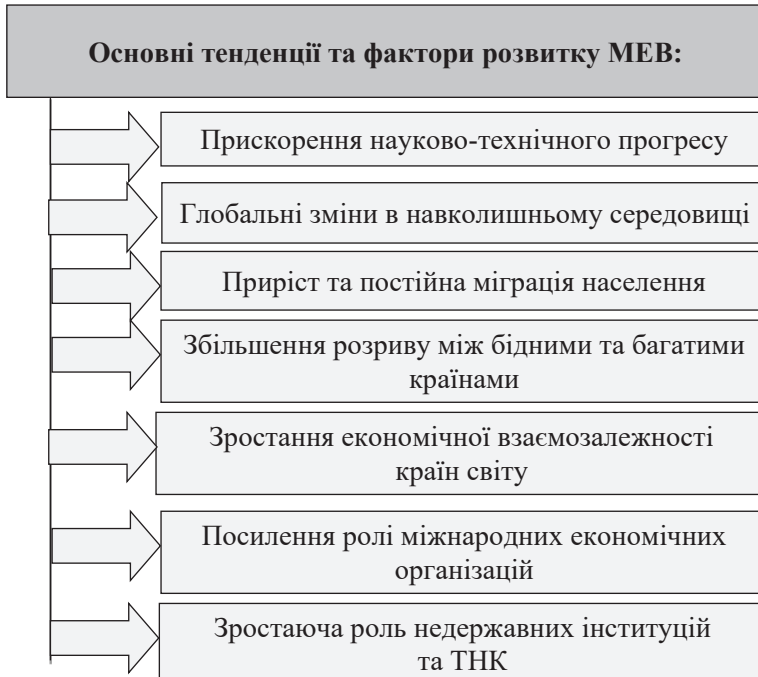 Основні тенденції та фактори розвитку МЕВ:
Прискорення науково-технічного прогресу
Глобальні зміни в навколишньому середовищі
Приріст та постійна міграція населення
Збільшення розриву між бідними та багатими
країнами
Зростання економічної взаємозалежності
країн світу
Посилення ролі міжнародних економічних
організацій
Зростаюча роль недержавних інституцій
та ТНК